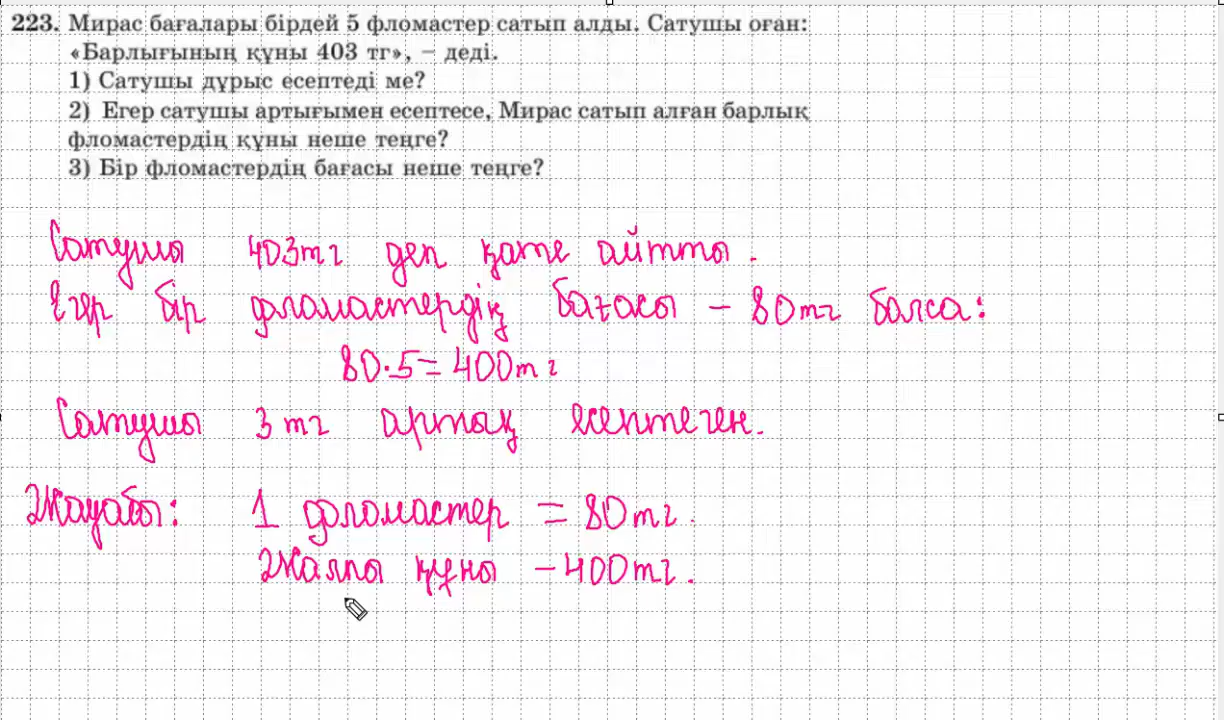 223. Мирас бағалары бірдей 5 фломастер сатып алды. Сатушы оған:
«Барлығының құны 403 тг», – деді.
1) Сатушы дұрыс есептеді ме?
2) Егер сатушы артығымен есептесе, Мирас сатып алған барлық
фломастердің құны неше теңге?
3) Бір фломастердің бағасы неше теңге?
Сатушы 403тг деп қате айтты.
Егер бір фломастердің бағасы – 80тг болса:
80·5=400тг
Сатушы 3тг артық есептеген.
Жауабы: 1 фломастер = 80тг.
Жалпы құны – 400тг.